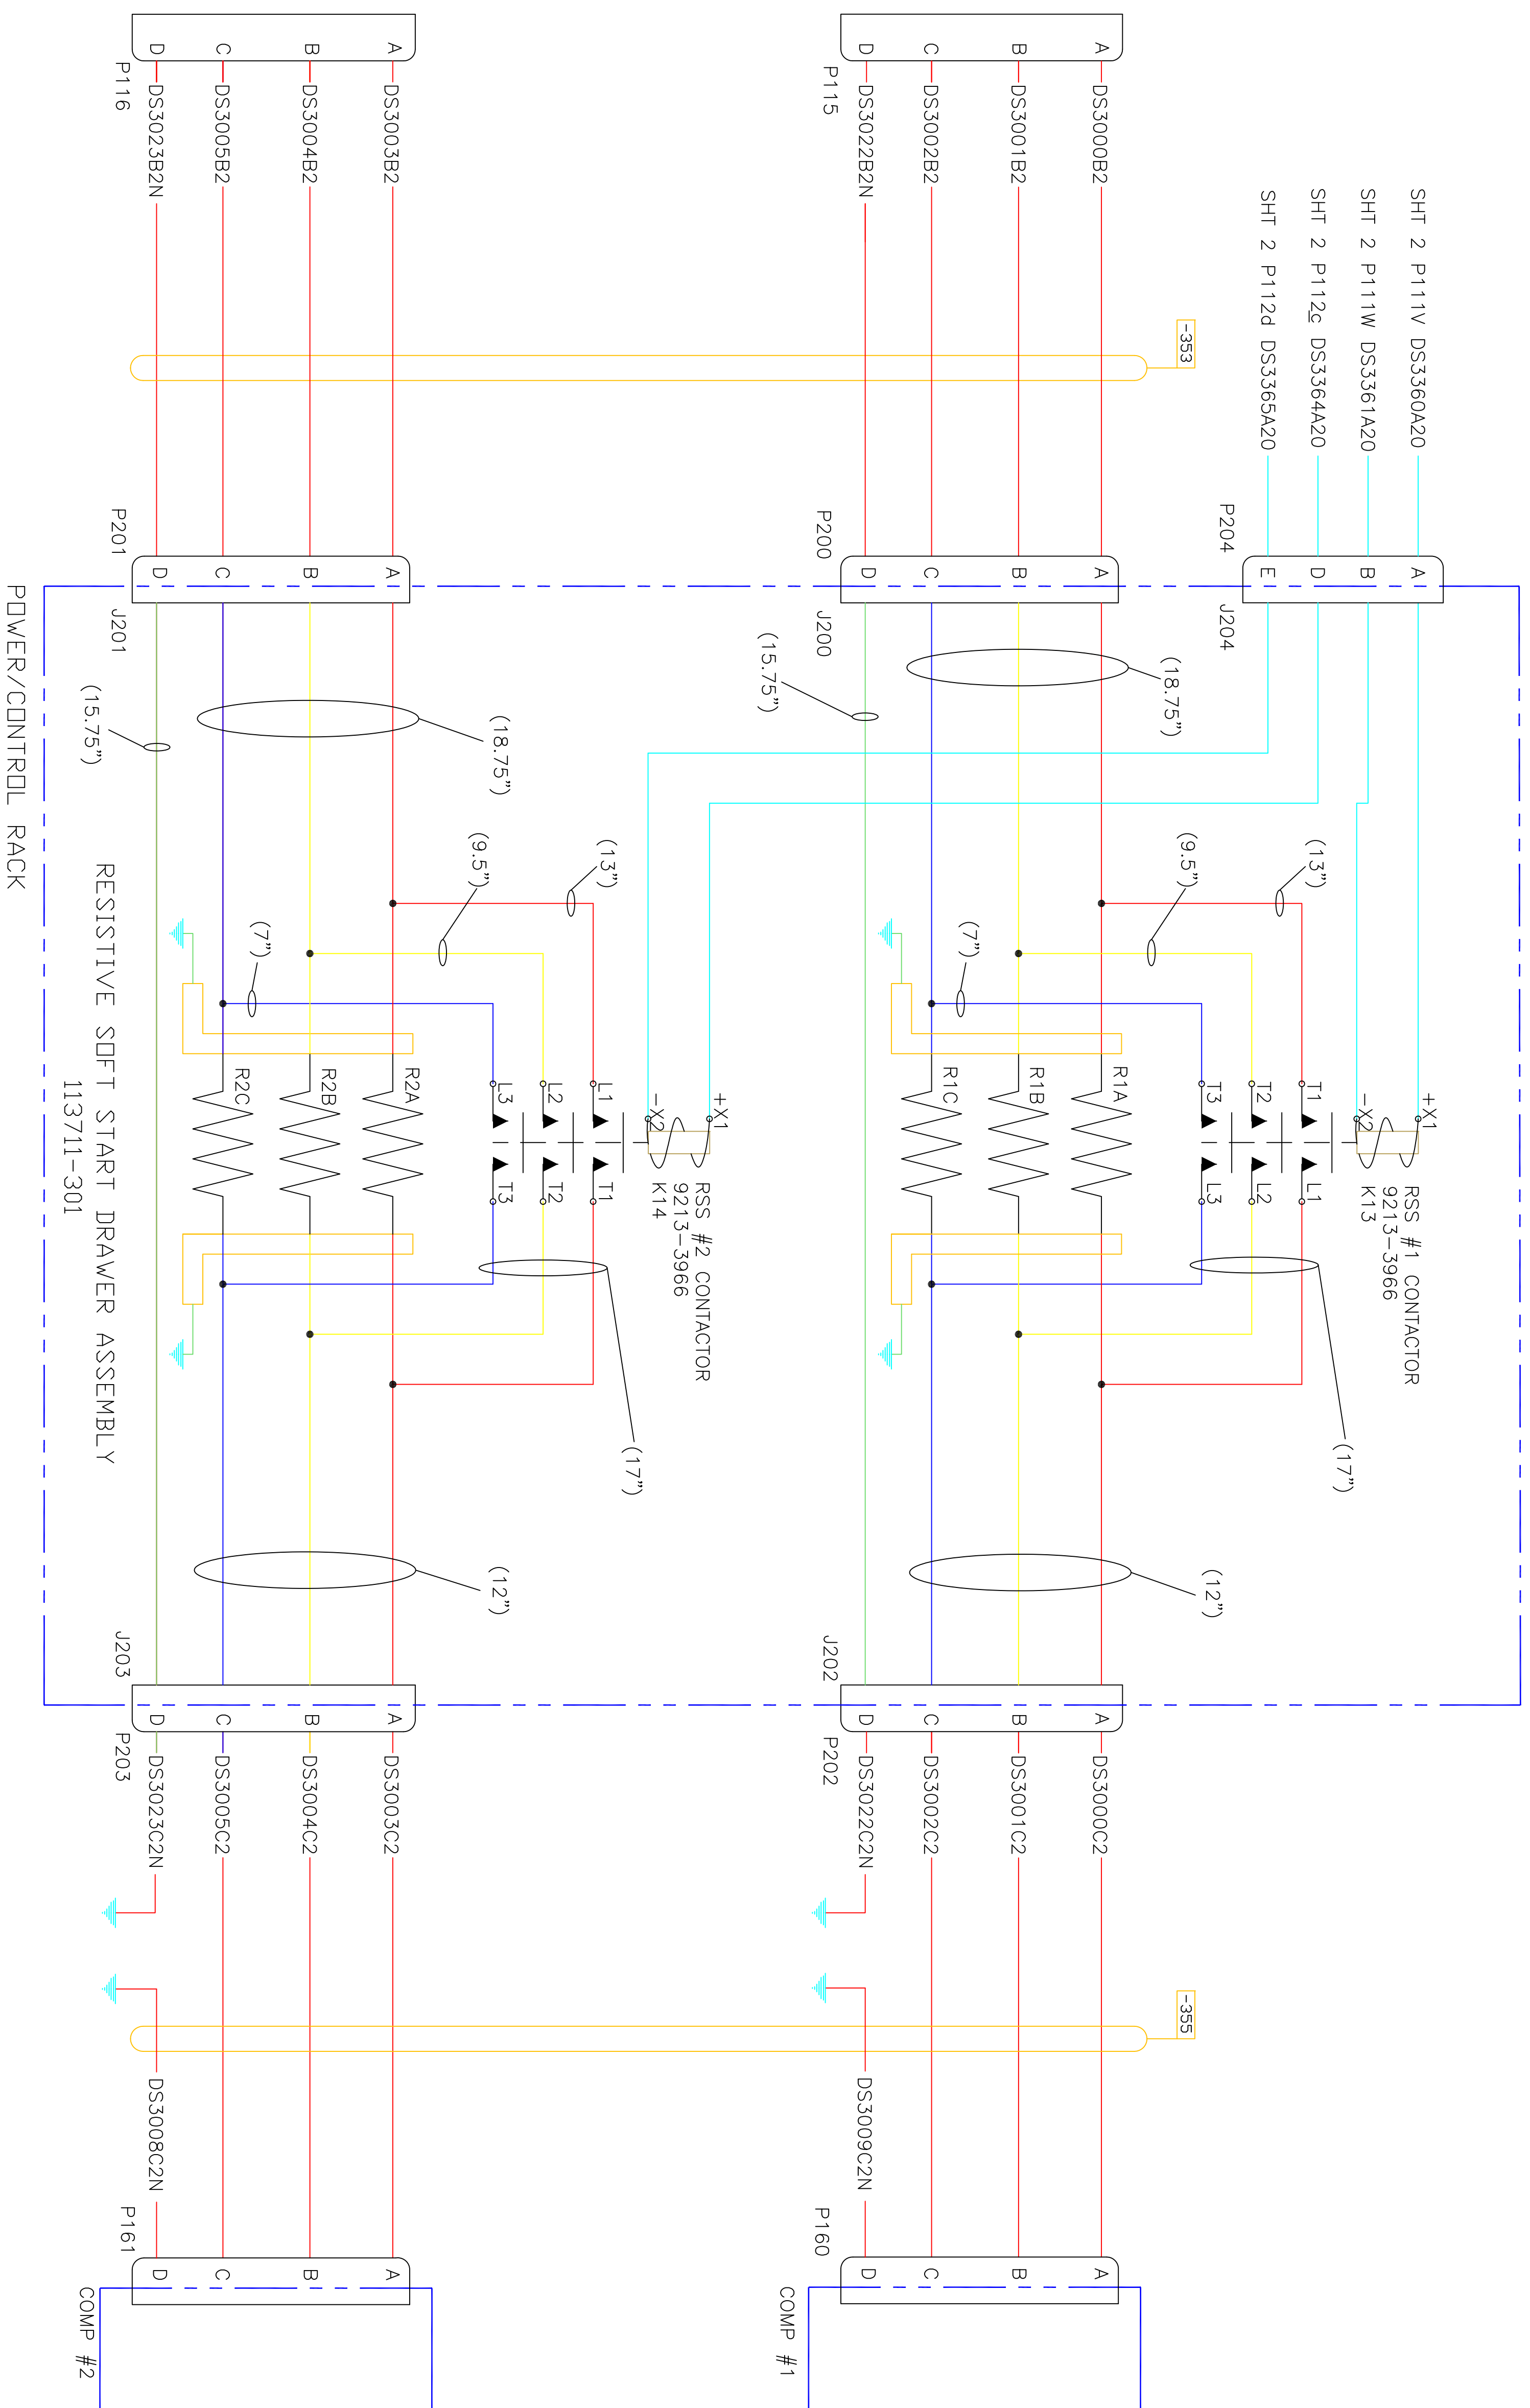 SHT 2 P111V DS3360A20
SHT 2 P111W DS3361A20
SHT 2 P112c DS3364A20
SHT 2 P112d DS3365A20
P204
A
B
D
E
J204
+X1
-X2
RSS #1 CONTACTOR
9213-3966
K13
(13")
T1
L1
T2
L2
T3
L3
(17")
-353
-355
(18.75")
(9.5")
(12")
A
DS3000B2
A
R1A
A
DS3000C2
A
B
DS3001B2
B
R1B
B
DS3001C2
B
C
DS3002B2
C
(7")
R1C
C
DS3002C2
C
D
DS3022B2N
D
D
DS3022C2N
DS3009C2N
D
P115
P200
J200
J202
P202
P160
(15.75")
COMP #1
+X1
-X2
RSS #2 CONTACTOR
9213-3966
K14
(13")
L1
T1
L2
T2
L3
T3
(17")
(18.75")
(9.5")
(12")
A
DS3003B2
A
R2A
A
DS3003C2
A
B
DS3004B2
B
R2B
B
DS3004C2
B
C
DS3005B2
C
(7")
R2C
C
DS3005C2
C
D
DS3023B2N
D
D
DS3023C2N
DS3008C2N
D
P116
P201
J201
J203
P203
P161
(15.75")
COMP #2
RESISTIVE SOFT START DRAWER ASSEMBLY
113711-301
POWER/CONTROL RACK